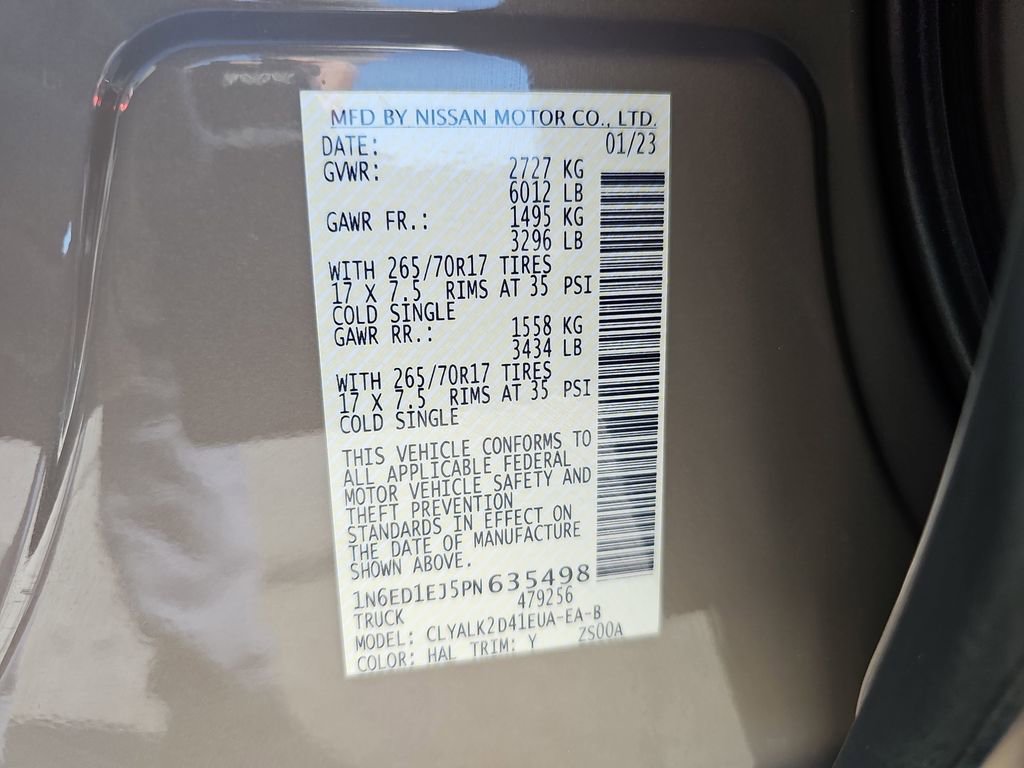 MFD BY NISSAN MOTOR CO., LTD.
DATE: 01/23
GVWR: 2727 KG
6012 LB
GAWR FR.: 1495 KG
3296 LB
WITH 265/70R17 TIRES
17 X 7.5 RIMS AT 35 PSI
COLD SINGLE
GAWR RR.: 1558 KG
3434 LB
WITH 265/70R17 TIRES
17 X 7.5 RIMS AT 35 PSI
COLD SINGLE
THIS VEHICLE CONFORMS TO
ALL APPLICABLE FEDERAL
MOTOR VEHICLE SAFETY AND
THEFT PREVENTION
STANDARDS IN EFFECT ON
THE DATE OF MANUFACTURE
SHOWN ABOVE.
1N6ED1EJ5PN635498
TRUCK 479256
MODEL: CLYALK2D41EUA-EA-B
COLOR: HAL TRIM: Y ZS00A